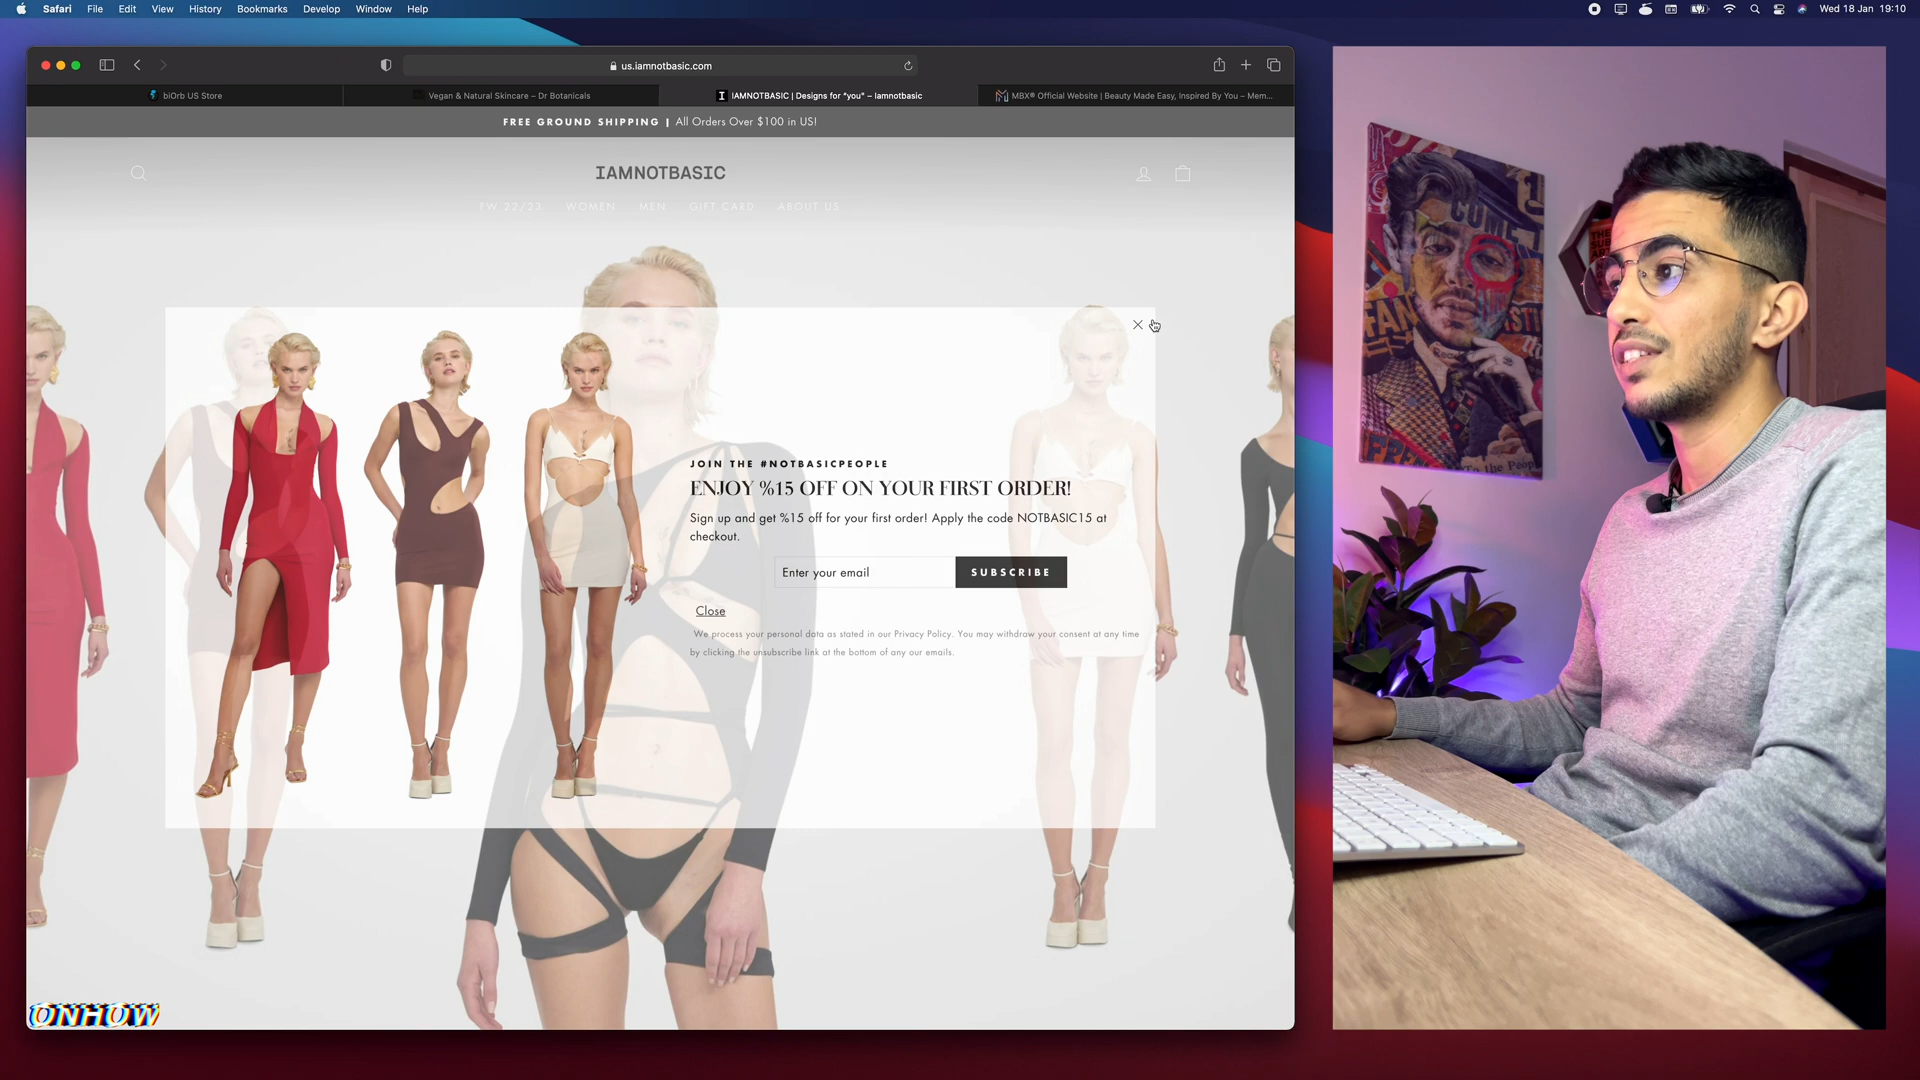 Safari File Edit View History Bookmarks Develop Window Help
Wed 18 Jan 19:10
us.iamnotbasic.com
biOrb US Store
Vegan & Natural Skincare – Dr Botanicals
IAMNOTBASIC | Designs for "you" – Iamnotbasic
MBX® Official Website | Beauty Made Easy, Inspired By You – Mem...
FREE GROUND SHIPPING | All Orders Over $100 in US!
IAMNOTBASIC
FW 22/23 WOMEN MEN GIFT CARD ABOUT US
JOIN THE #NOTBASICPEOPLE
ENJOY %15 OFF ON YOUR FIRST ORDER!
Sign up and get %15 off for your first order! Apply the code NOTBASIC15 at
checkout.
Enter your email
SUBSCRIBE
Close
We process your personal data as stated in our Privacy Policy. You may withdraw your consent at any time
by clicking the unsubscribe link at the bottom of any our emails.
ONHOW